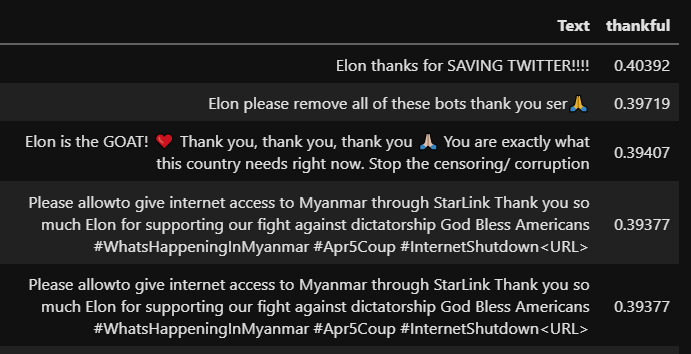 Text thankful
Elon thanks for SAVING TWITTER!!!! 0.40392
Elon please remove all of these bots thank you ser🙏 0.39719
Elon is the GOAT! ❤️ Thank you, thank you, thank you 🙏🏻 You are exactly what
this country needs right now. Stop the censoring/ corruption 0.39407
Please allowto give internet access to Myanmar through StarLink Thank you so
much Elon for supporting our fight against dictatorship God Bless Americans 0.39377
#WhatsHappeningInMyanmar #Apr5Coup #InternetShutdown<URL>
Please allowto give internet access to Myanmar through StarLink Thank you so
much Elon for supporting our fight against dictatorship God Bless Americans 0.39377
#WhatsHappeningInMyanmar #Apr5Coup #InternetShutdown<URL>